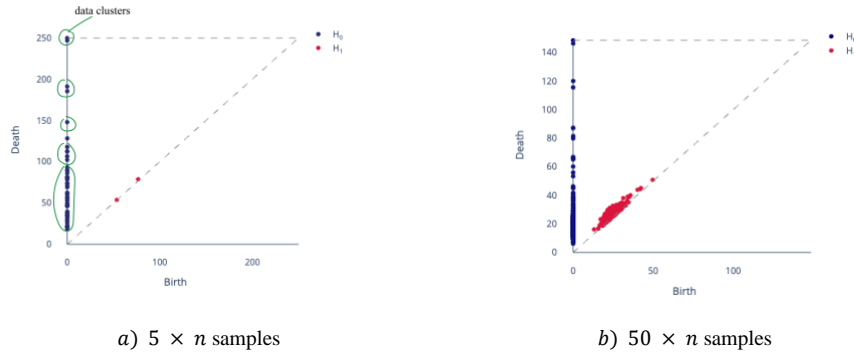 data clusters
250
200
150
100
50
0
Death
0
100
200
Birth
H₀
H₁
a) 5 × n samples
140
120
100
80
60
40
20
0
Death
0
50
100
Birth
H
H
b) 50 × n samples